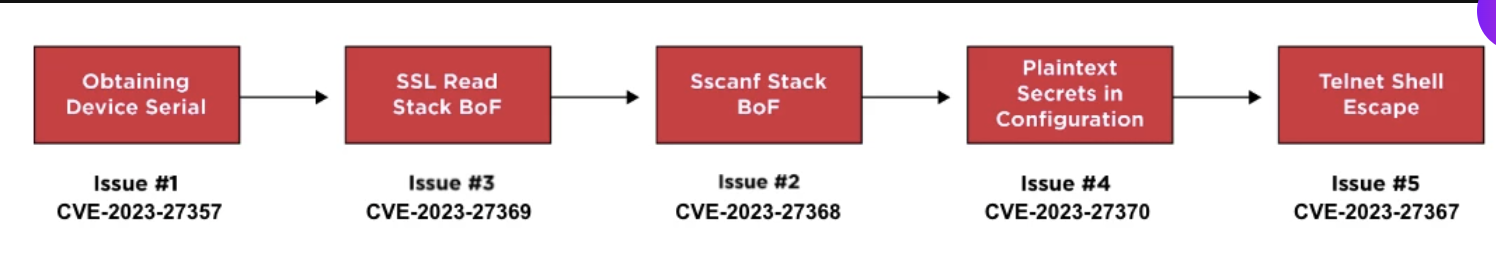 Obtaining
Device Serial
SSL Read
Stack BoF
Sscanf Stack
BoF
Plaintext
Secrets in
Configuration
Telnet Shell
Escape
Issue #1
CVE-2023-27357
Issue #3
CVE-2023-27369
Issue #2
CVE-2023-27368
Issue #4
CVE-2023-27370
Issue #5
CVE-2023-27367